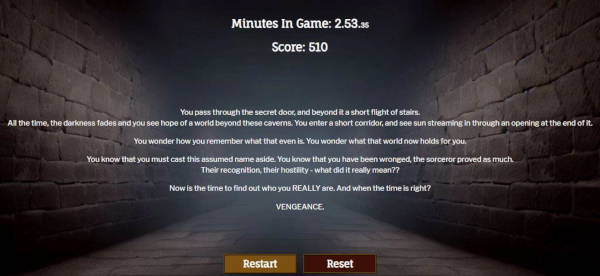 Minutes In Game: 2.53.35
Score: 510
You pass through the secret door, and beyond it a short flight of stairs.
All the time, the darkness fades and you see hope of a world beyond these caverns. You enter a short corridor, and see sun streaming in through an opening at the end of it.
You wonder how you remember what that even is. You wonder what that world now holds for you.
You know that you must cast this assumed name aside. You know that you have been wronged, the sorceror proved as much.
Their recognition, their hostility - what did it really mean??
Now is the time to find out who you REALLY are. And when the time is right?
VENGEANCE.
Restart
Reset